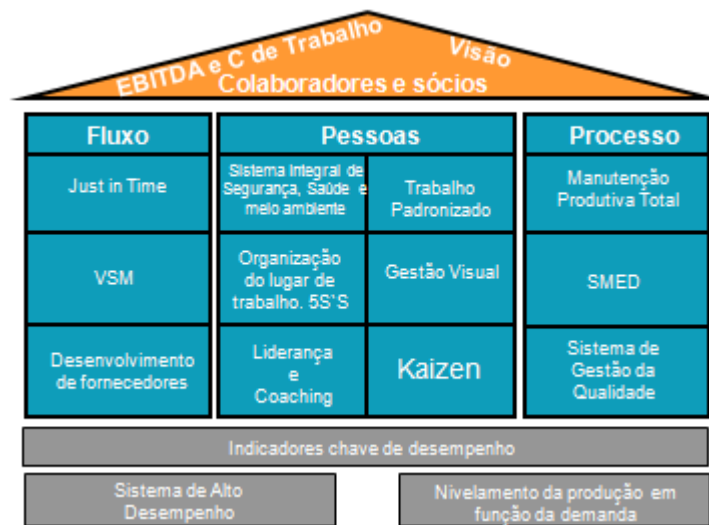 EBITDA e C de Trabalho
Visão
Colaboradores e sócios
Fluxo
Just in Time
VSM
Desenvolvimento
de fornecedores
Pessoas
Sistema Integral de
Segurança, Saúde e
meio ambiente
Trabalho
Padronizado
Organização
do lugar de
trabalho. 5S`S
Gestão Visual
Liderança
e
Coaching
Kaizen
Processo
Manutenção
Produtiva Total
SMED
Sistema de
Gestão da
Qualidade
Indicadores chave de desempenho
Sistema de Alto
Desempenho
Nivelamento da produção em
função da demanda